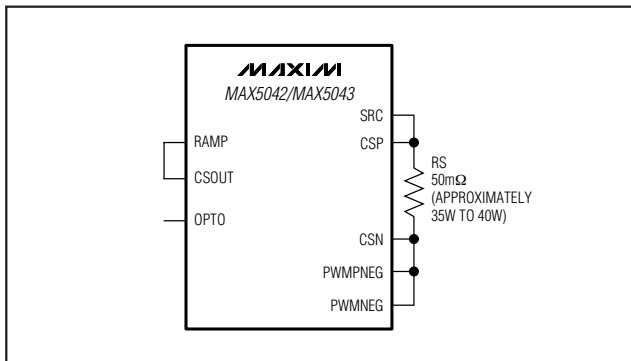 MAXIM
MAX5042/MAX5043
SRC
RAMP
CSP
RS
50mΩ
(APPROXIMATELY
35W TO 40W)
CSOUT
OPTO
CSN
PWMPNEG
PWMNEG